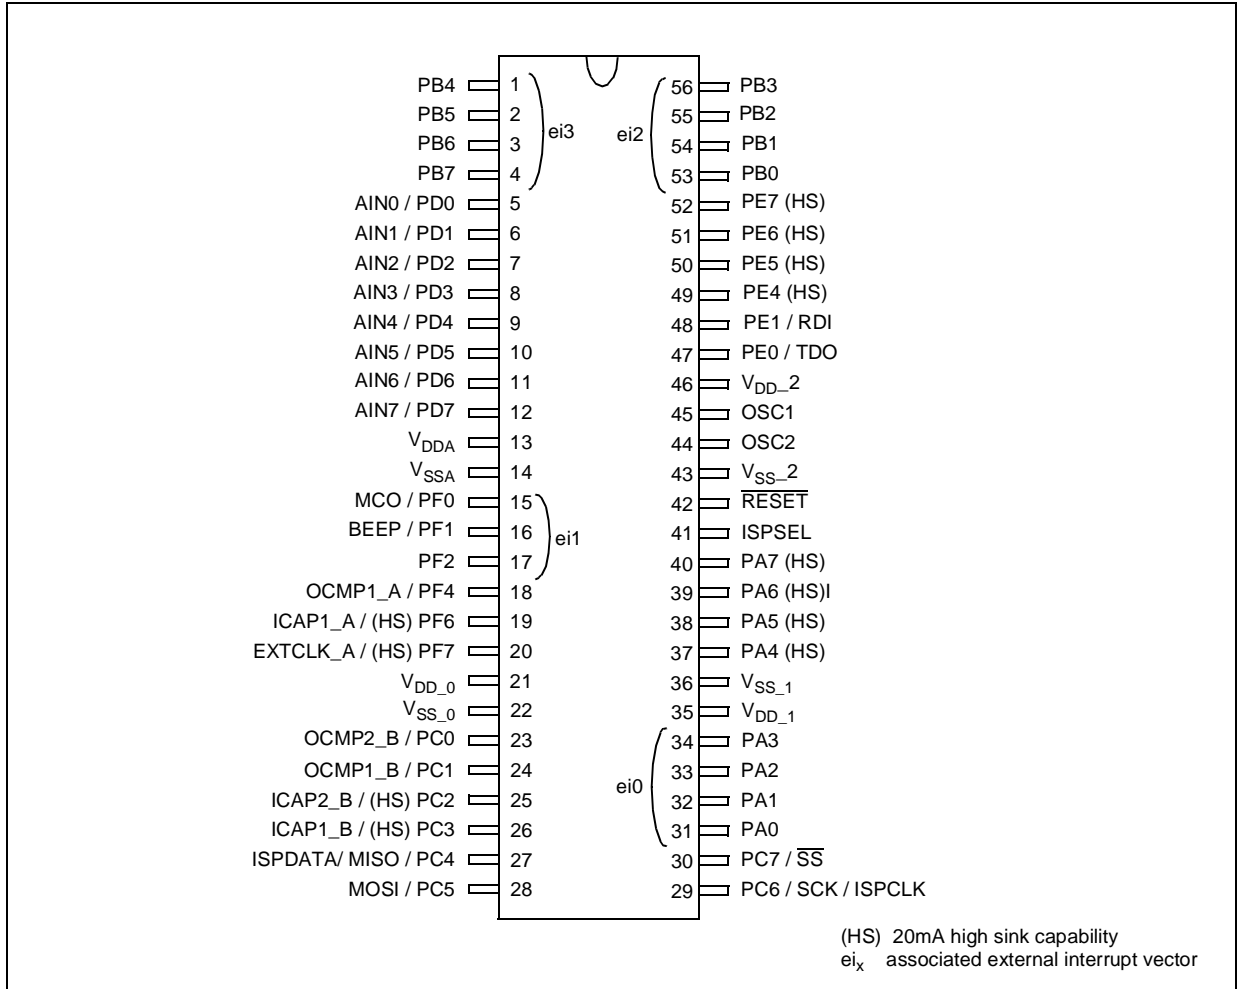 PB4 1 56 PB3
PB5 2 55 PB2
ei3 ei2
PB6 3 54 PB1
PB7 4 53 PB0
AIN0 / PD0 5 52 PE7 (HS)
AIN1 / PD1 6 51 PE6 (HS)
AIN2 / PD2 7 50 PE5 (HS)
AIN3 / PD3 8 49 PE4 (HS)
AIN4 / PD4 9 48 PE1 / RDI
AIN5 / PD5 10 47 PE0 / TDO
AIN6 / PD6 11 46 VDD_2
AIN7 / PD7 12 45 OSC1
VDDA 13 44 OSC2
VSSA 14 43 VSS_2
MCO / PF0 15 42 RESET
BEEP / PF1 16 41 ISPSEL
ei1
PF2 17 40 PA7 (HS)
OCMP1_A / PF4 18 39 PA6 (HS)I
ICAP1_A / (HS) PF6 19 38 PA5 (HS)
EXTCLK_A / (HS) PF7 20 37 PA4 (HS)
VDD_0 21 36 VSS_1
VSS_0 22 35 VDD_1
OCMP2_B / PC0 23 34 PA3
OCMP1_B / PC1 24 33 PA2
ei0
ICAP2_B / (HS) PC2 25 32 PA1
ICAP1_B / (HS) PC3 26 31 PA0
ISPDATA/ MISO / PC4 27 30 PC7 / SS
MOSI / PC5 28 29 PC6 / SCK / ISPCLK
(HS) 20mA high sink capability
eix associated external interrupt vector